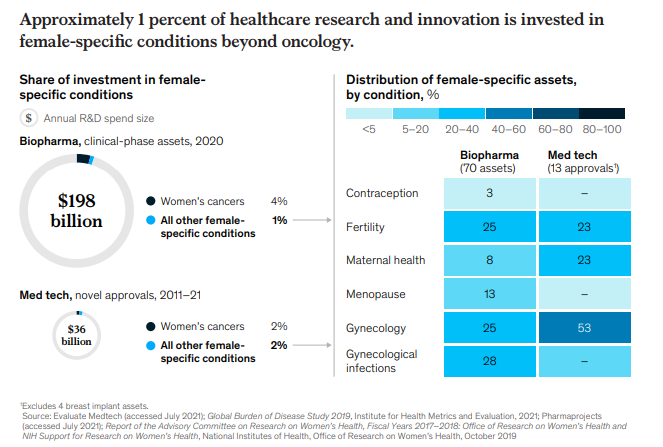 Approximately 1 percent of healthcare research and innovation is invested in
female-specific conditions beyond oncology.
Share of investment in female-
specific conditions
$ Annual R&D spend size
Biopharma, clinical-phase assets, 2020
$198
billion
Women's cancers 4%
All other female- 1%
specific conditions
Med tech, novel approvals, 2011–21
$36
billion
Women's cancers 2%
All other female- 2%
specific conditions
Distribution of female-specific assets,
by condition, %
<5 5–20 20–40 40–60 60–80 80–100
Biopharma Med tech
(70 assets) (13 approvals¹)
Contraception 3 –
Fertility 25 23
Maternal health 8 23
Menopause 13 –
Gynecology 25 53
Gynecological
infections 28 –
¹Excludes 4 breast implant assets.
Source: Evaluate Medtech (accessed July 2021); Global Burden of Disease Study 2019, Institute for Health Metrics and Evaluation, 2021; Pharmaprojects
(accessed July 2021); Report of the Advisory Committee on Research on Women's Health, Fiscal Years 2017–2018: Office of Research on Women's Health and
NIH Support for Research on Women's Health, National Institutes of Health, Office of Research on Women's Health, October 2019